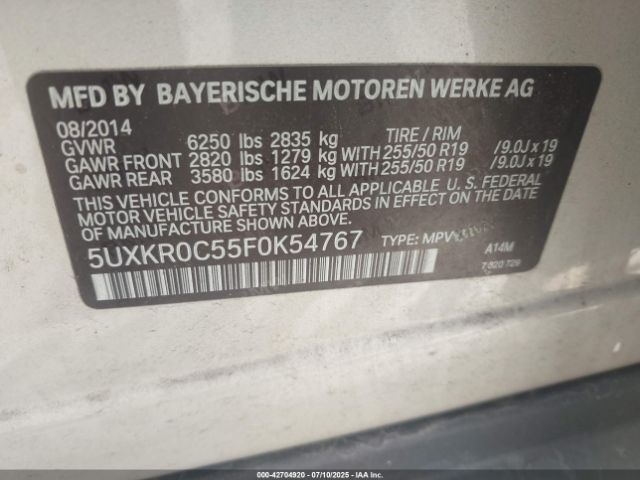 MFD BY BAYERISCHE MOTOREN WERKE AG
08/2014 TIRE / RIM
GVWR 6250 lbs 2835 kg
GAWR FRONT 2820 lbs 1279 kg WITH 255/50 R19 /9.0J x 19
GAWR REAR 3580 lbs 1624 kg WITH 255/50 R19 /9.0J x 19
THIS VEHICLE CONFORMS TO ALL APPLICABLE U. S. FEDERAL
MOTOR VEHICLE SAFETY STANDARDS IN EFFECT ON THE
DATE OF MANUFACTURE SHOWN ABOVE.
5UXKR0C55F0K54767 TYPE: MPV A14M
7 820 726
000-42704920 07/10/2025 IAA Inc.